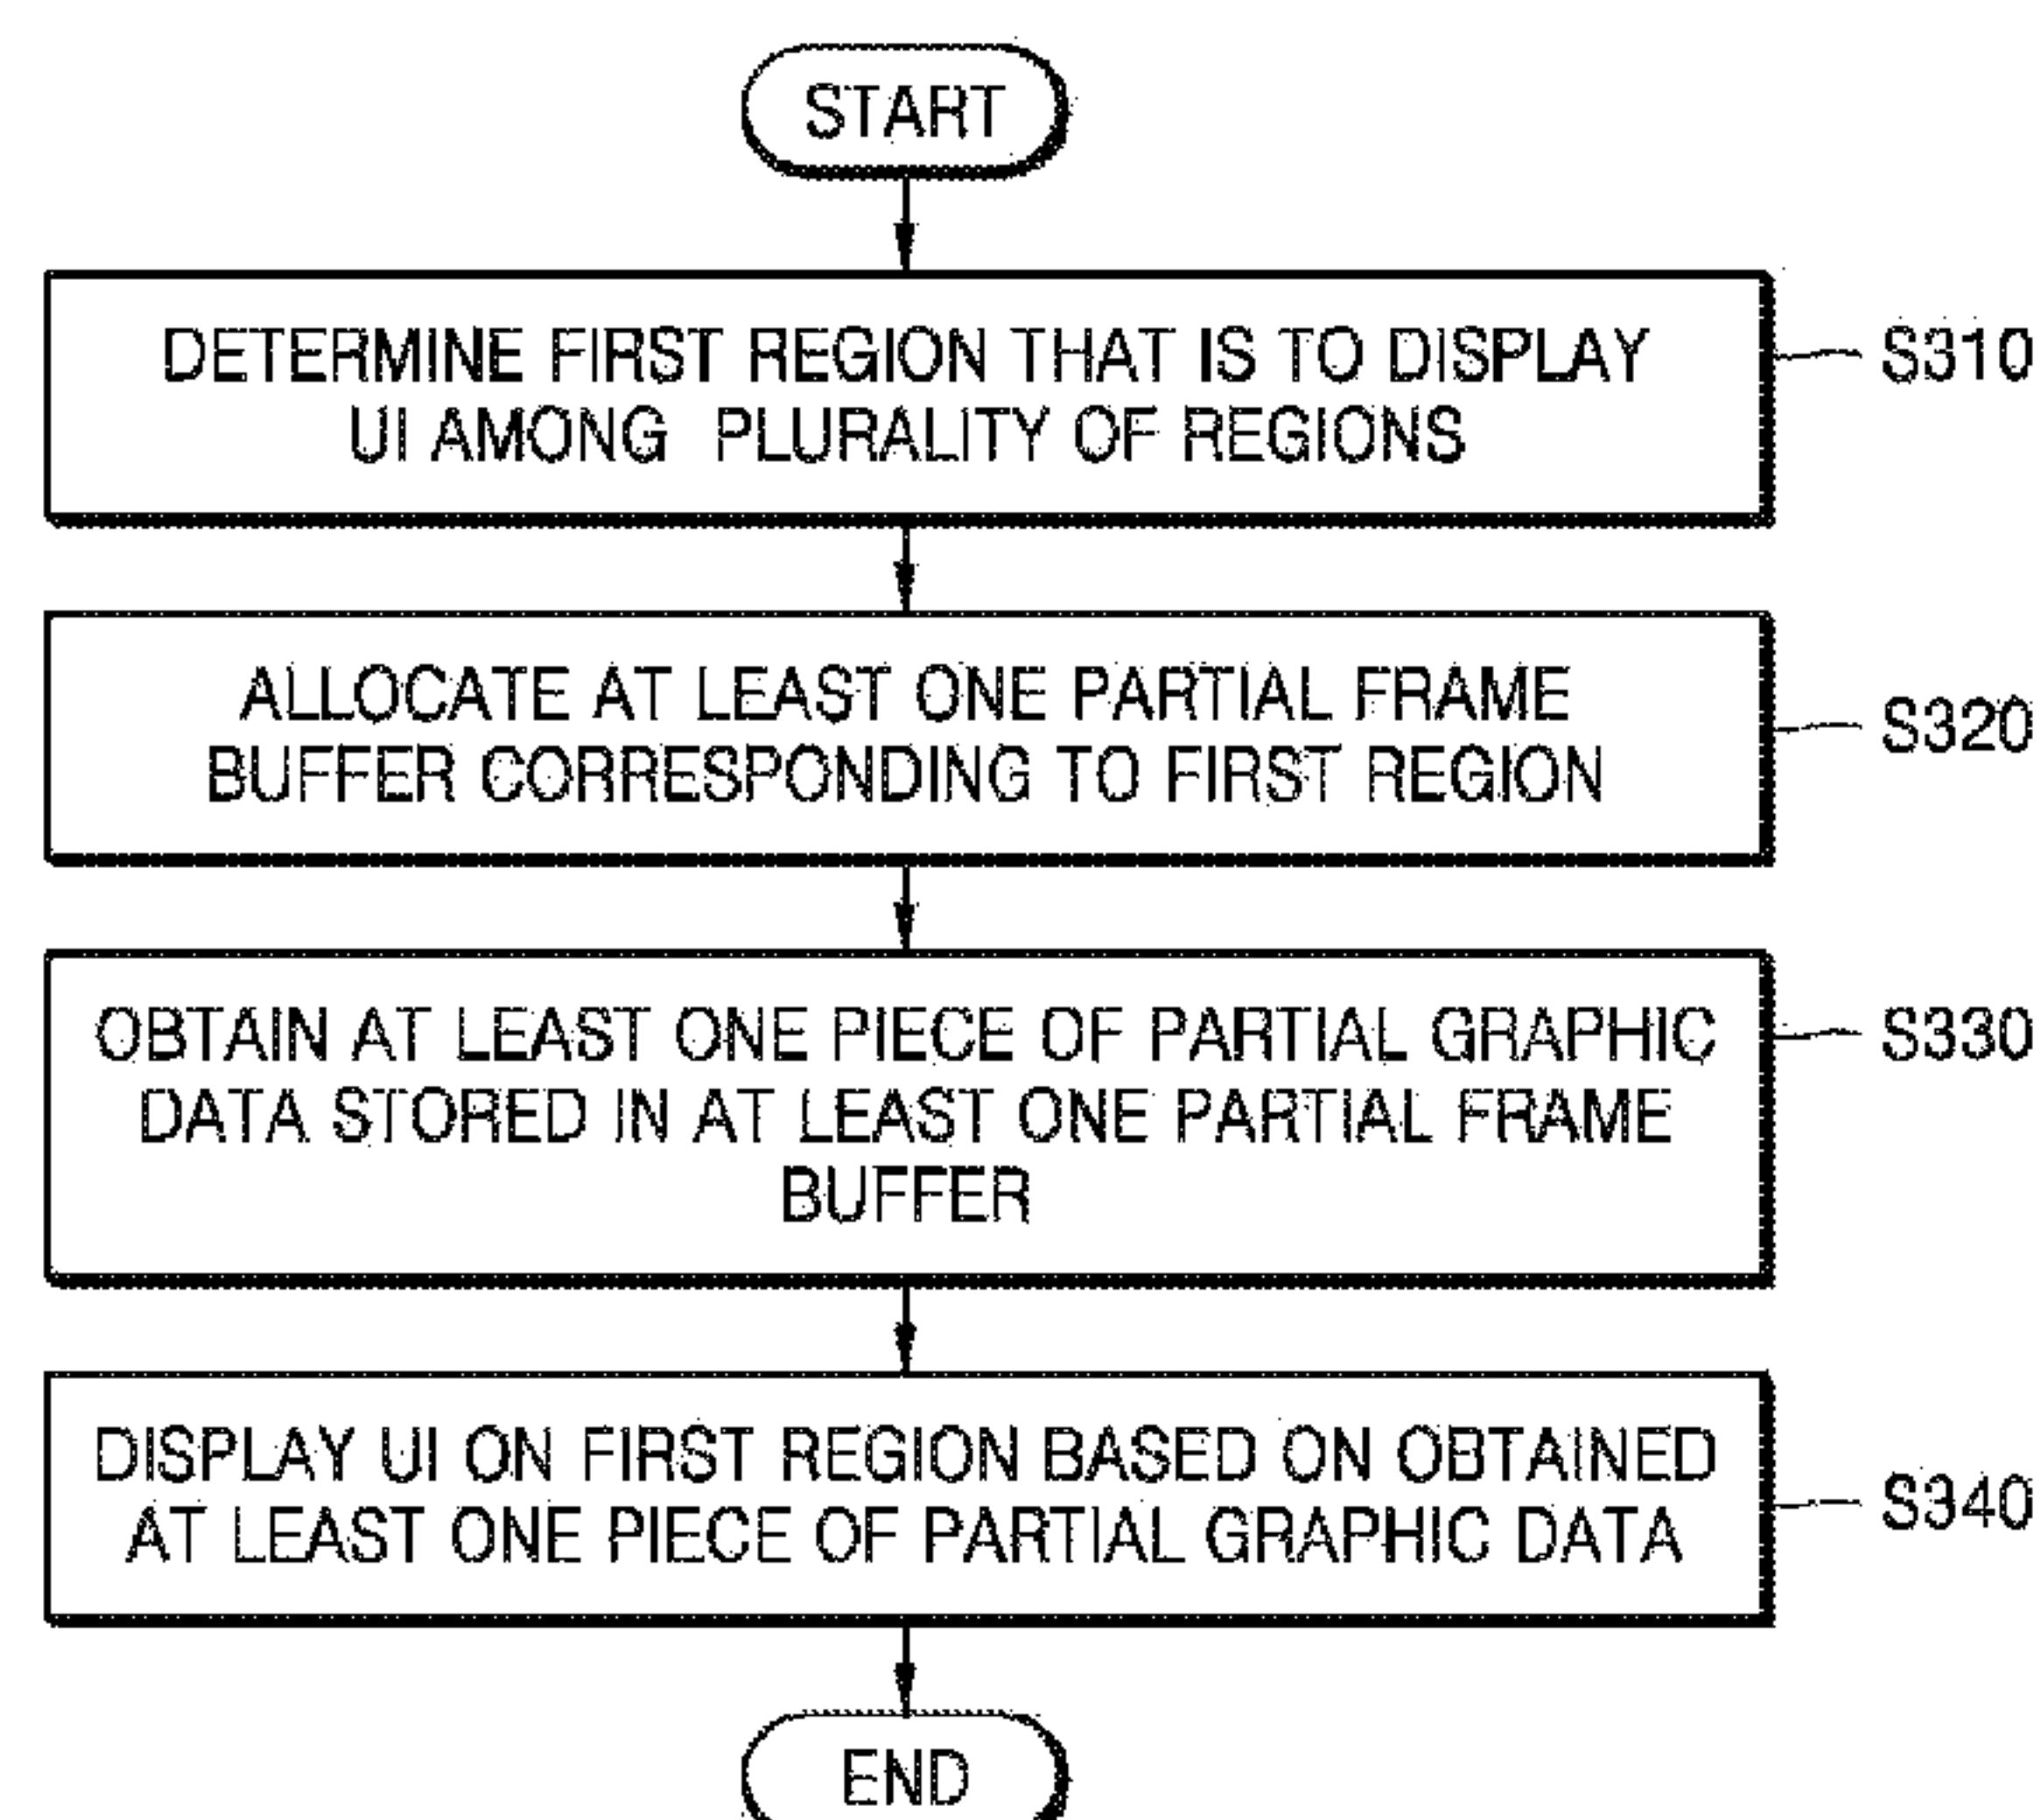 START
DETERMINE FIRST REGION THAT IS TO DISPLAY
UI AMONG PLURALITY OF REGIONS
S310
ALLOCATE AT LEAST ONE PARTIAL FRAME
BUFFER CORRESPONDING TO FIRST REGION
S320
OBTAIN AT LEAST ONE PIECE OF PARTIAL GRAPHIC
DATA STORED IN AT LEAST ONE PARTIAL FRAME
BUFFER
S330
DISPLAY UI ON FIRST REGION BASED ON OBTAINED
AT LEAST ONE PIECE OF PARTIAL GRAPHIC DATA
S340
END